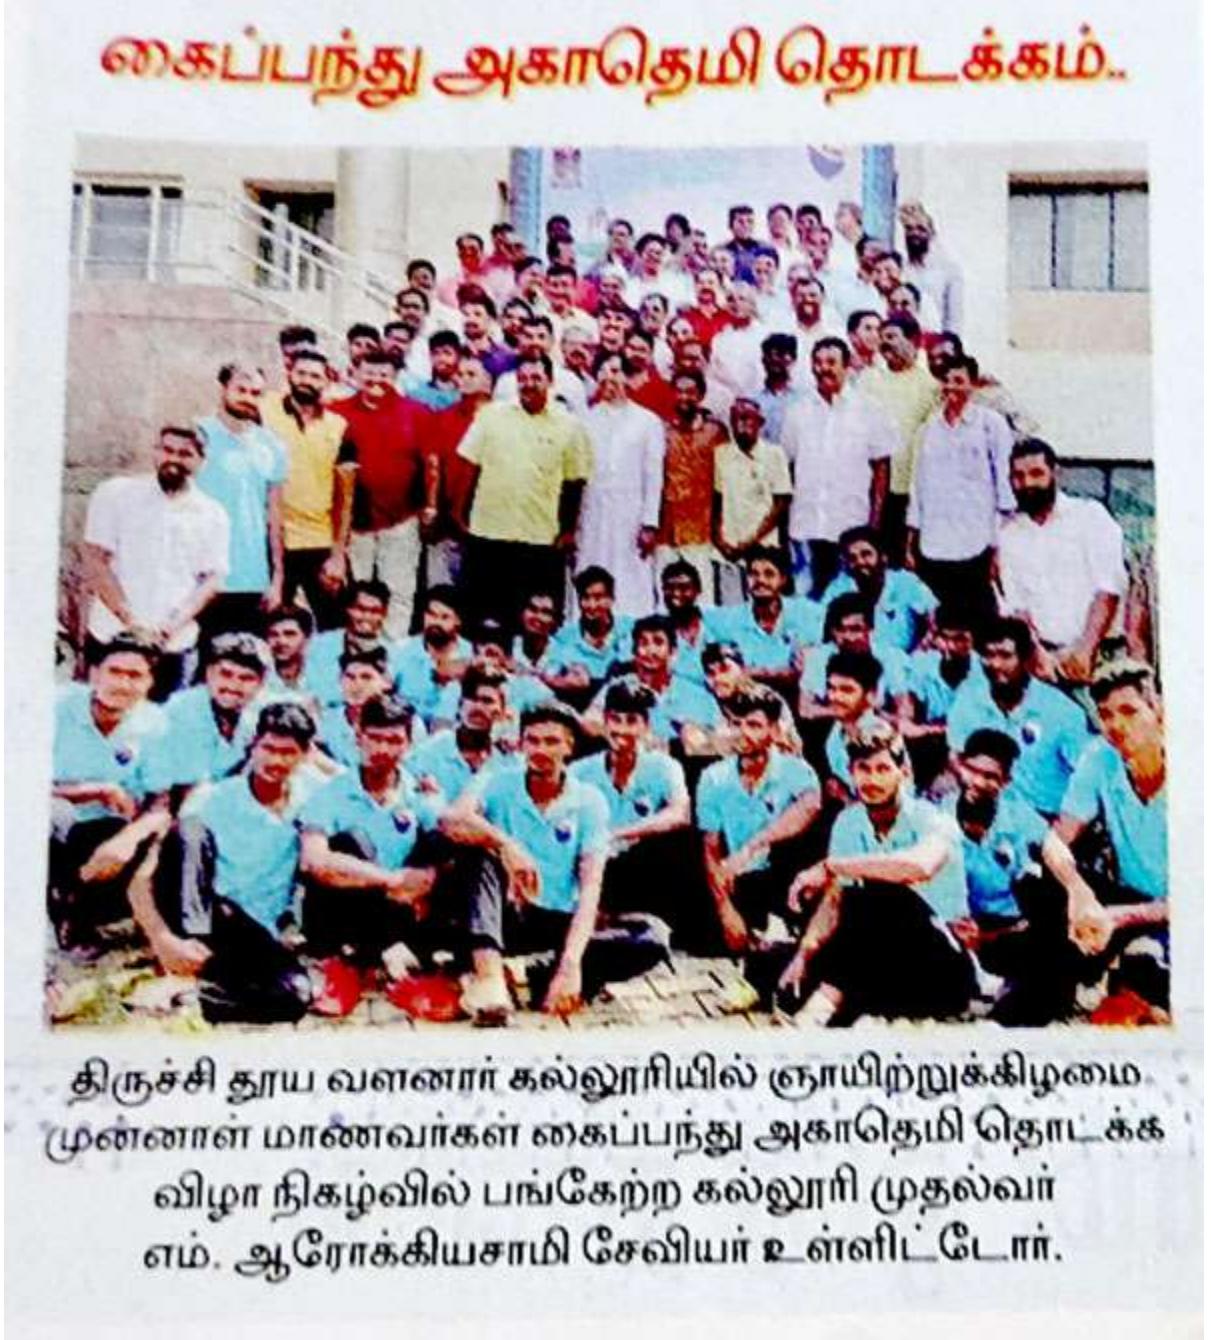 கைப்பந்து அகாதெமி தொடக்கம்..
திருச்சி தூய வளனார் கல்லூரியில் ஞாயிற்றுக்கிழமை
முன்னாள் மாணவர்கள் கைப்பந்து அகாதெமி தொடக்க
விழா நிகழ்வில் பங்கேற்ற கல்லூரி முதல்வர்
எம். ஆரோக்கியசாமி சேவியர் உள்ளிட்டோர்.